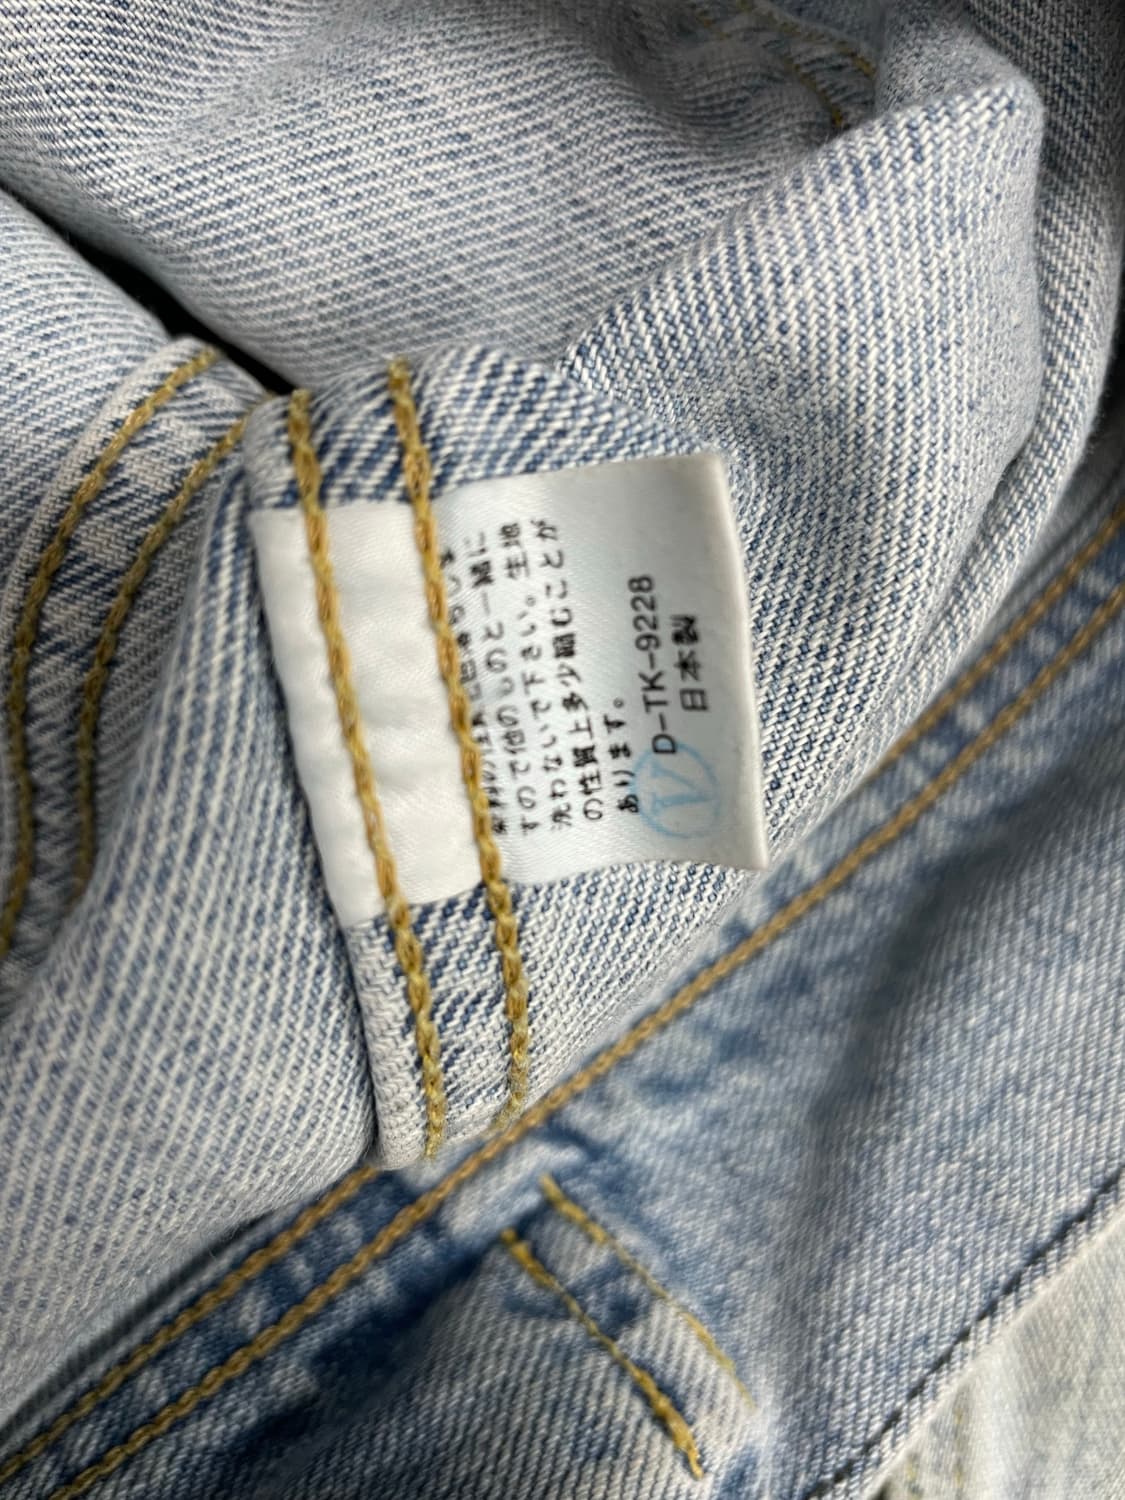 すので他のものと一緒に
洗わないで下さい。生地
の性質上多少縮むことが
あります。
D-TK-9228
日本製
V